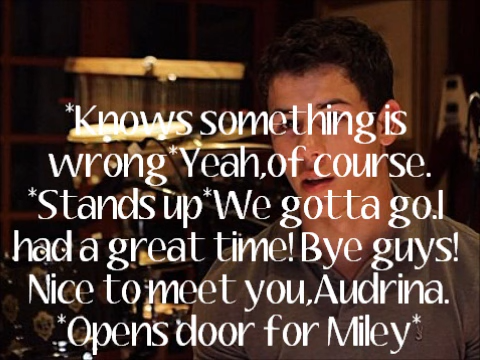 *Knows something is
wrong*Yeah,of course.
*Stands up*We gotta go.I
had a great time! Bye guys!
Nice to meet you,Audrina.
*Opens door for Miley*